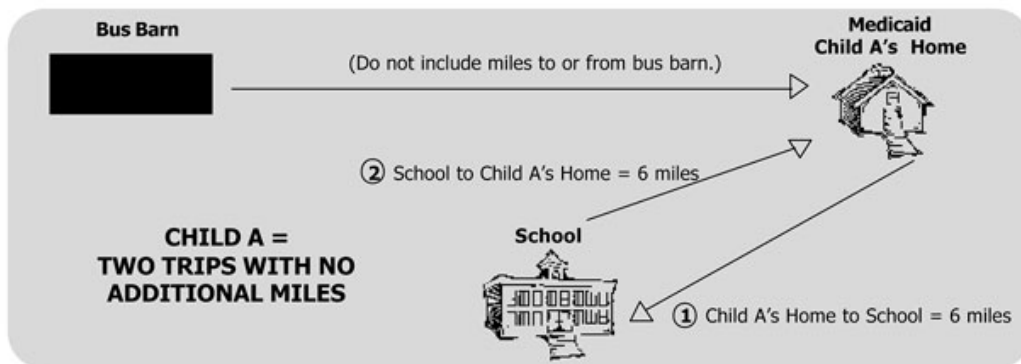 Bus Barn
Medicaid
Child A's Home
(Do not include miles to or from bus barn.)
② School to Child A's Home = 6 miles
CHILD A =
TWO TRIPS WITH NO
ADDITIONAL MILES
School
① Child A's Home to School = 6 miles